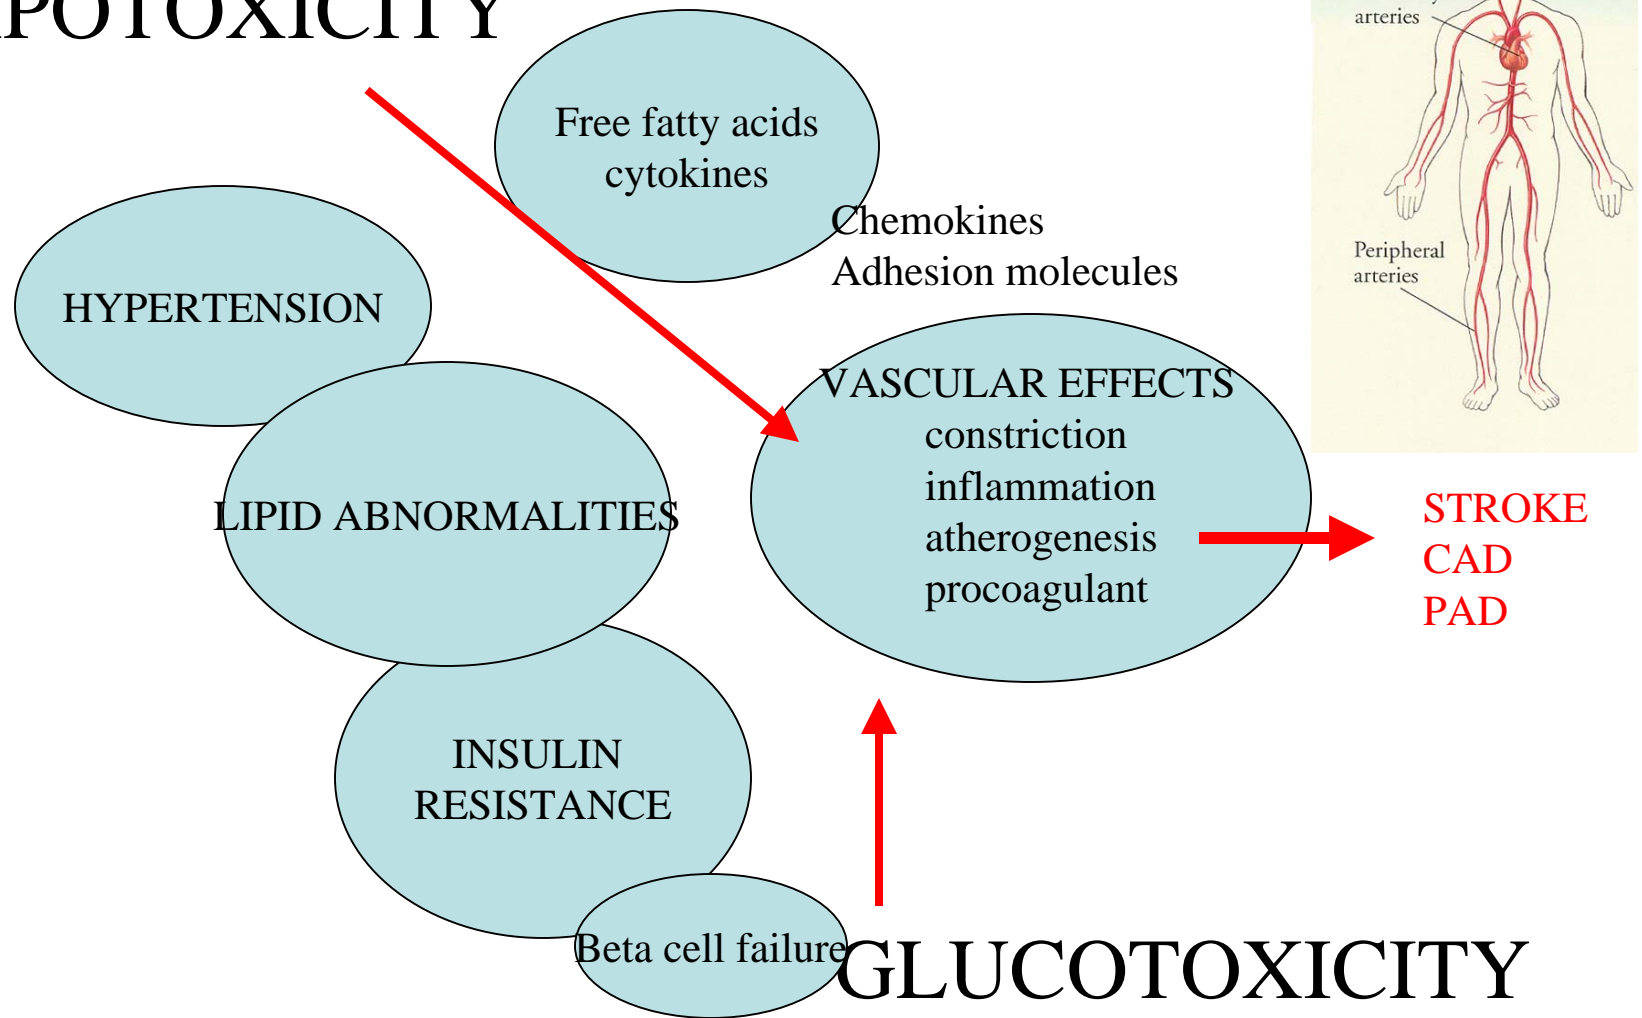 POTOXICITY
arteries
Free fatty acids
cytokines
Chemokines
Adhesion molecules
HYPERTENSION
Peripheral
arteries
VASCULAR EFFECTS
constriction
inflammation
atherogenesis
procoagulant
LIPID ABNORMALITIES
STROKE
CAD
PAD
INSULIN
RESISTANCE
Beta cell failure
GLUCOTOXICITY